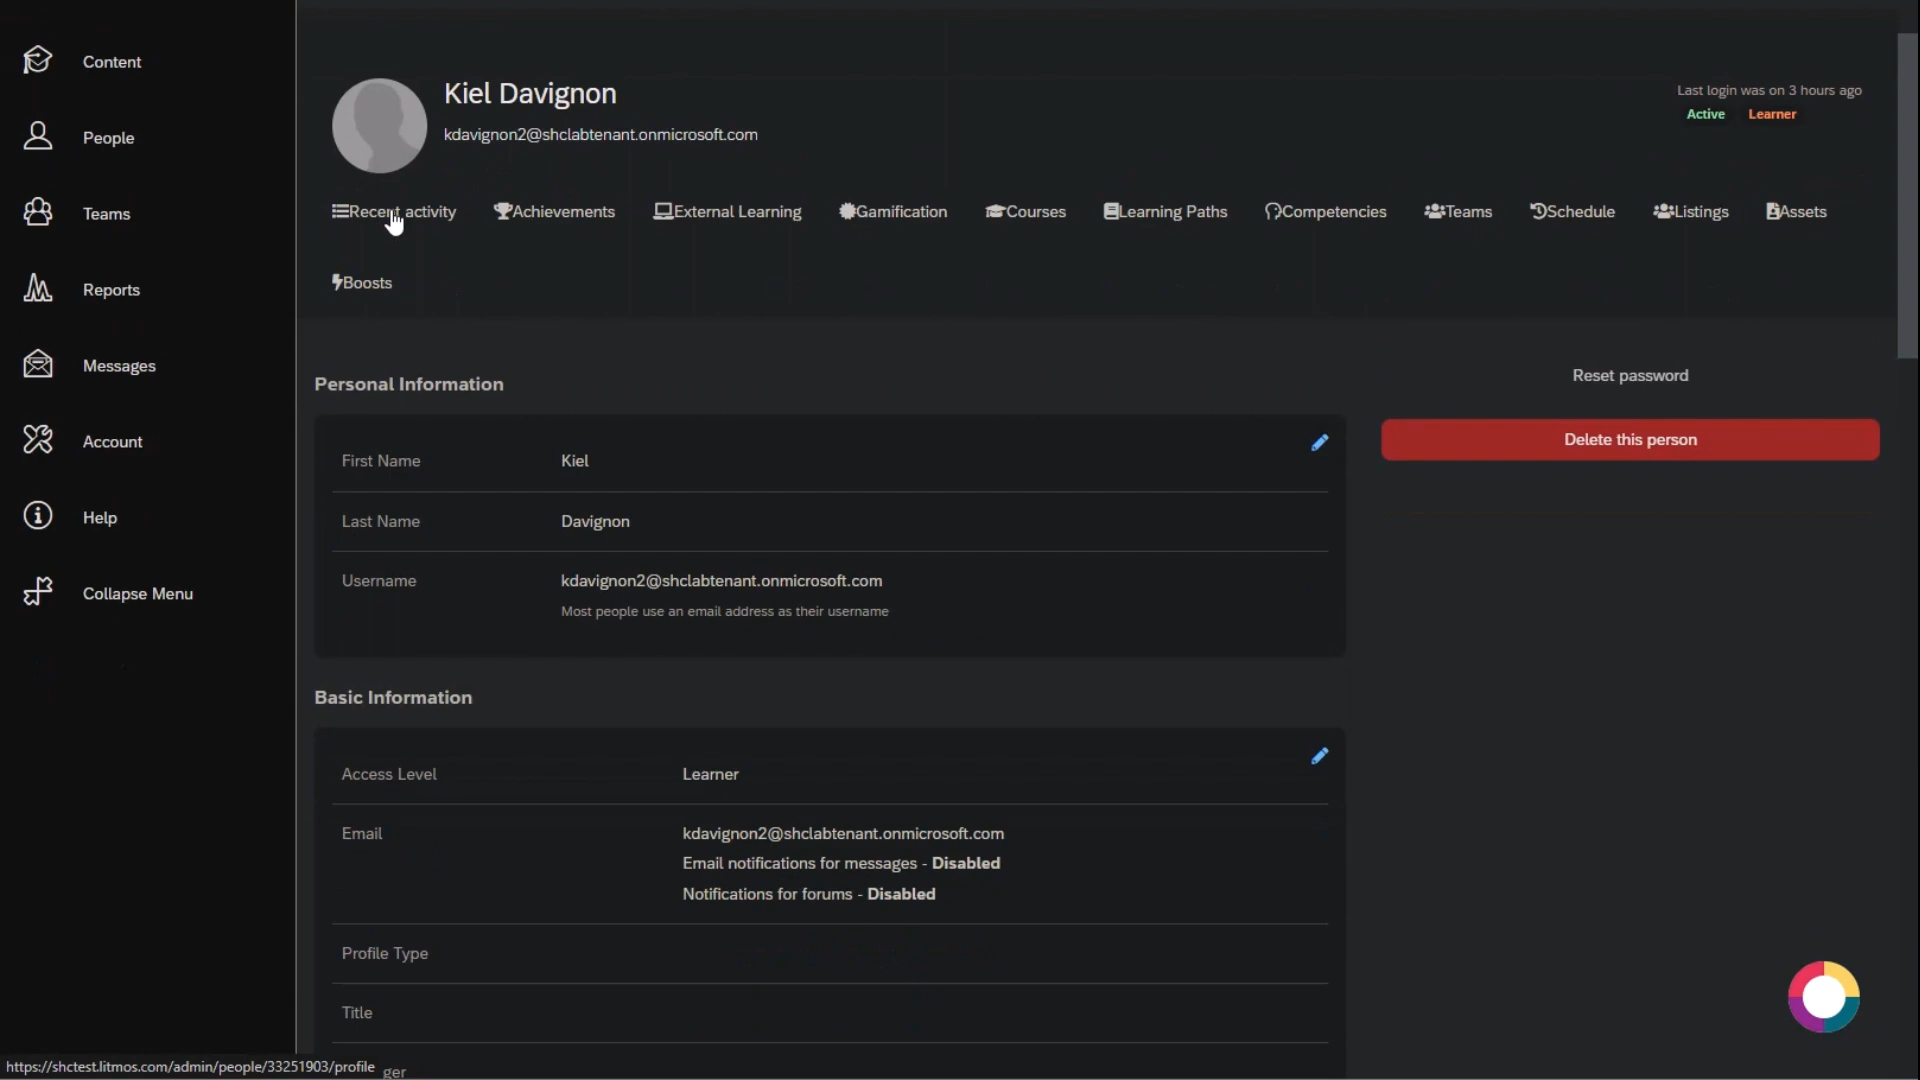 Content
People
Teams
Reports
Messages
Account
Help
Collapse Menu
Kiel Davignon
kdavignon2@shclabtenant.onmicrosoft.com
Last login was on 3 hours ago
Active Learner
Recent activity Achievements External Learning Gamification Courses Learning Paths Competencies Teams Schedule Listings Assets
Boosts
Personal Information
First Name Kiel
Last Name Davignon
Username kdavignon2@shclabtenant.onmicrosoft.com
Most people use an email address as their username
Reset password
Delete this person
Basic Information
Access Level Learner
Email kdavignon2@shclabtenant.onmicrosoft.com
Email notifications for messages - Disabled
Notifications for forums - Disabled
Profile Type
Title
ger
https://shctest.litmos.com/admin/people/33251903/profile